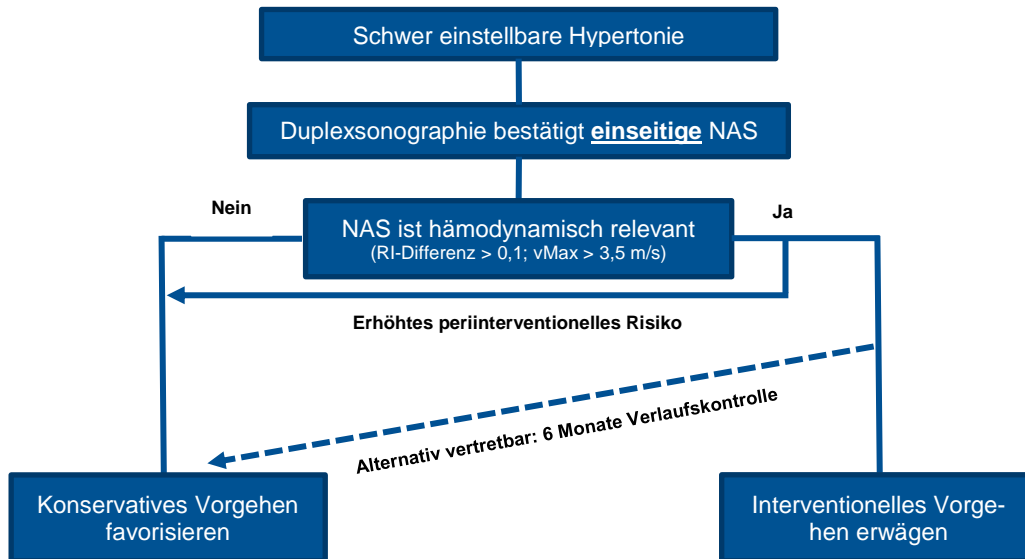 Schwer einstellbare Hypertonie
Duplexsonographie bestätigt einseitige NAS
Nein
NAS ist hämodynamisch relevant
(RI-Differenz > 0,1; vMax > 3,5 m/s)
Ja
Erhöhtes periinterventionelles Risiko
Alternativ vertretbar: 6 Monate Verlaufskontrolle
Konservatives Vorgehen
favorisieren
Interventionelles Vorge-
hen erwägen